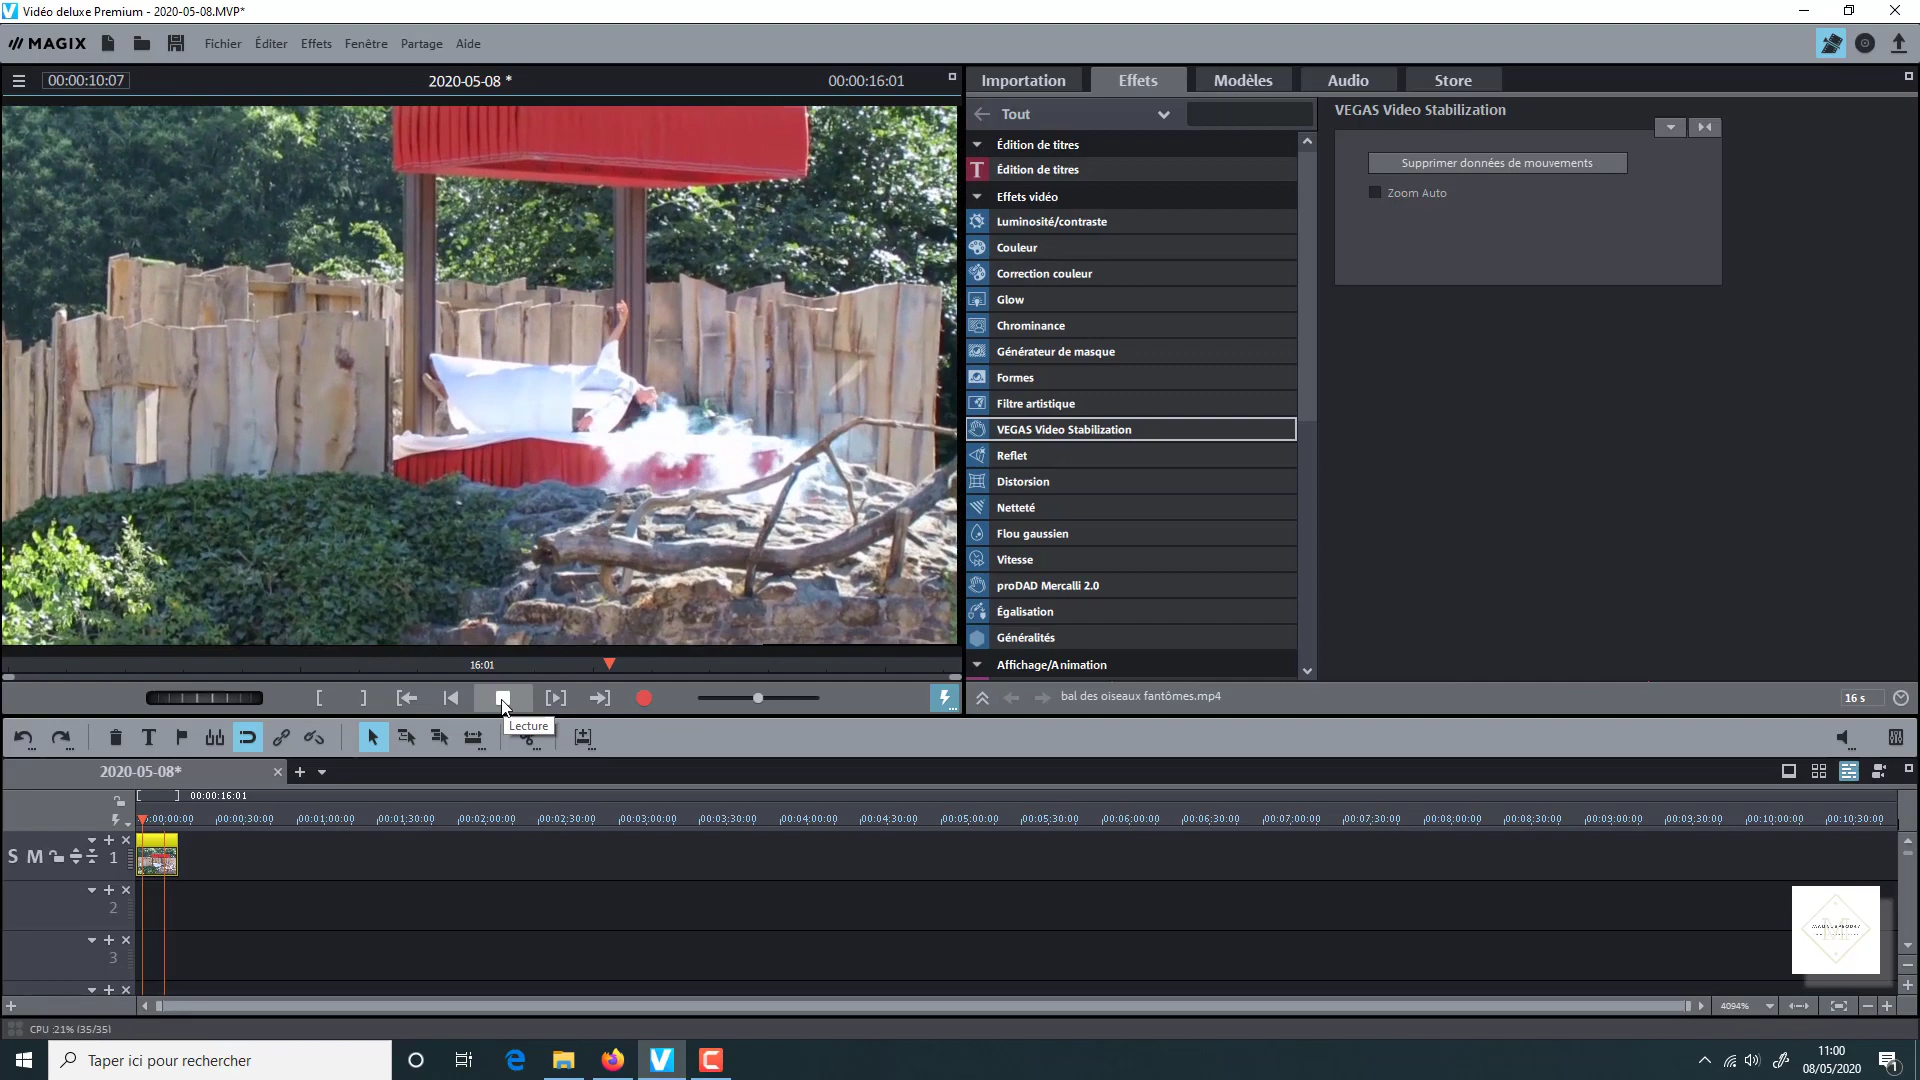 Vidéo deluxe Premium - 2020-05-08.MVP*
MAGIX
Fichier Éditer Effets Fenêtre Partage Aide
00:00:10:07
2020-05-08 *
00:00:16:01
Importation Effets Modèles Audio Store
Tout
VEGAS Video Stabilization
Supprimer données de mouvements
Zoom Auto
Édition de titres
T Édition de titres
Effets vidéo
Luminosité/contraste
Couleur
Correction couleur
Glow
Chrominance
Générateur de masque
Formes
Filtre artistique
VEGAS Video Stabilization
Reflet
Distorsion
Netteté
Flou gaussien
Vitesse
proDAD Mercalli 2.0
Égalisation
Généralités
Affichage/Animation
16:01
bal des oiseaux fantômes.mp4
16 s
Lecture
2020-05-08*
00:00:16:01
00:00:30:00 00:01:00:00 00:01:30:00 00:02:00:00 00:02:30:00 00:03:00:00 00:03:30:00 00:04:00:00 00:04:30:00 00:05:00:00 00:05:30:00 00:06:00:00 00:06:30:00 00:07:00:00 00:07:30:00 00:08:00:00 00:08:30:00 00:09:00:00 00:09:30:00 00:10:00:00 00:10:30:00
S M 1
2
3
4094%
CPU :21% (35/35)
Taper ici pour rechercher
11:00
08/05/2020
1